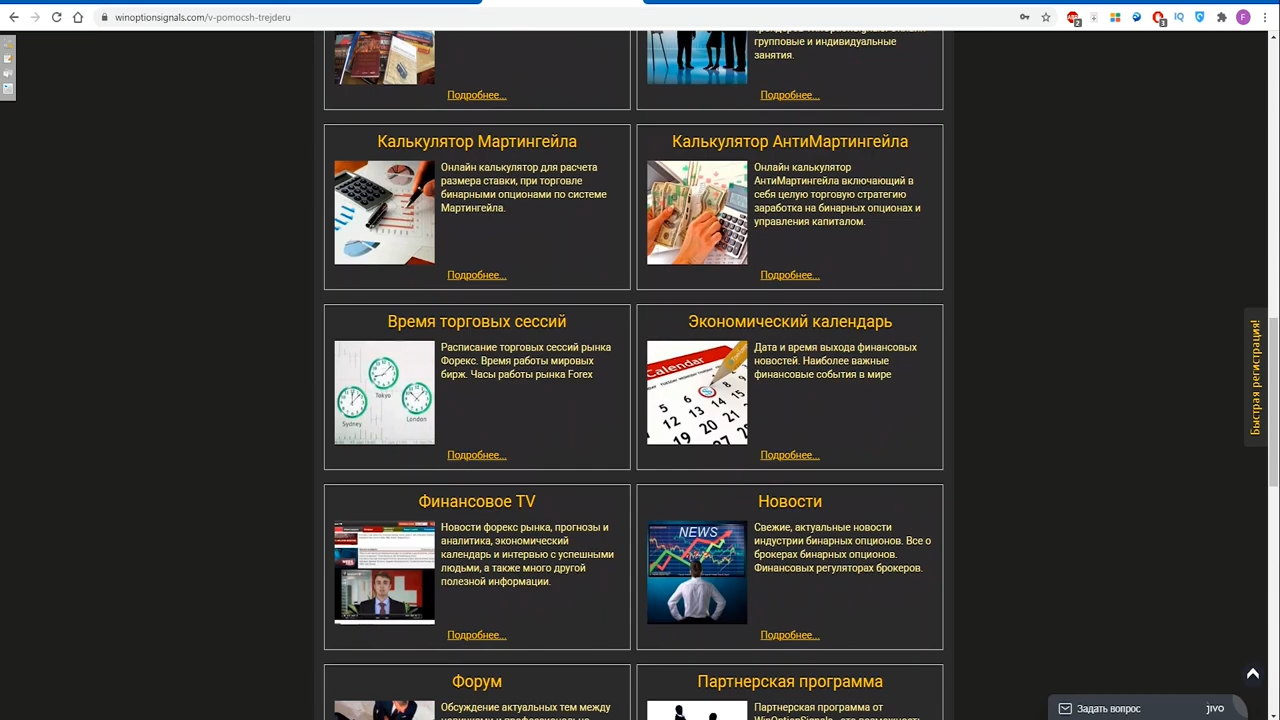 winoptionsignals.com/v-pomocsh-trejderu
групповые и индивидуальные
занятия.
Подробнее...
Подробнее...
Калькулятор Мартингейла
Онлайн калькулятор для расчета
размера ставки, при торговле
бинарными опционами по системе
Мартингейла.
Подробнее...
Калькулятор АнтиМартингейла
Онлайн калькулятор
АнтиМартингейла включающий в
себя целую торговую стратегию
заработка на бинарных опционах и
управления капиталом.
Подробнее...
Время торговых сессий
Sydney
Tokyo
London
Расписание торговых сессий рынка
Форекс. Время работы мировых
бирж. Часы работы рынка Forex
Подробнее...
Экономический календарь
Calendar
Дата и время выхода финансовых
новостей. Наиболее важные
финансовые события в мире
Подробнее...
Финансовое TV
Новости форекс рынка, прогнозы и
аналитика, экономический
календарь и интервью с успешными
людьми, а также много другой
полезной информации.
Подробнее...
Новости
NEWS
Свежие, актуальные новости
индустрии бинарных опционов. Все о
брокерах бинарных опционов.
Финансовых регуляторах брокеров.
Подробнее...
Форум
Обсуждение актуальных тем между
Партнерская программа
Партнерская программа от
Быстрая регистрация!
Задать вопрос
jivo